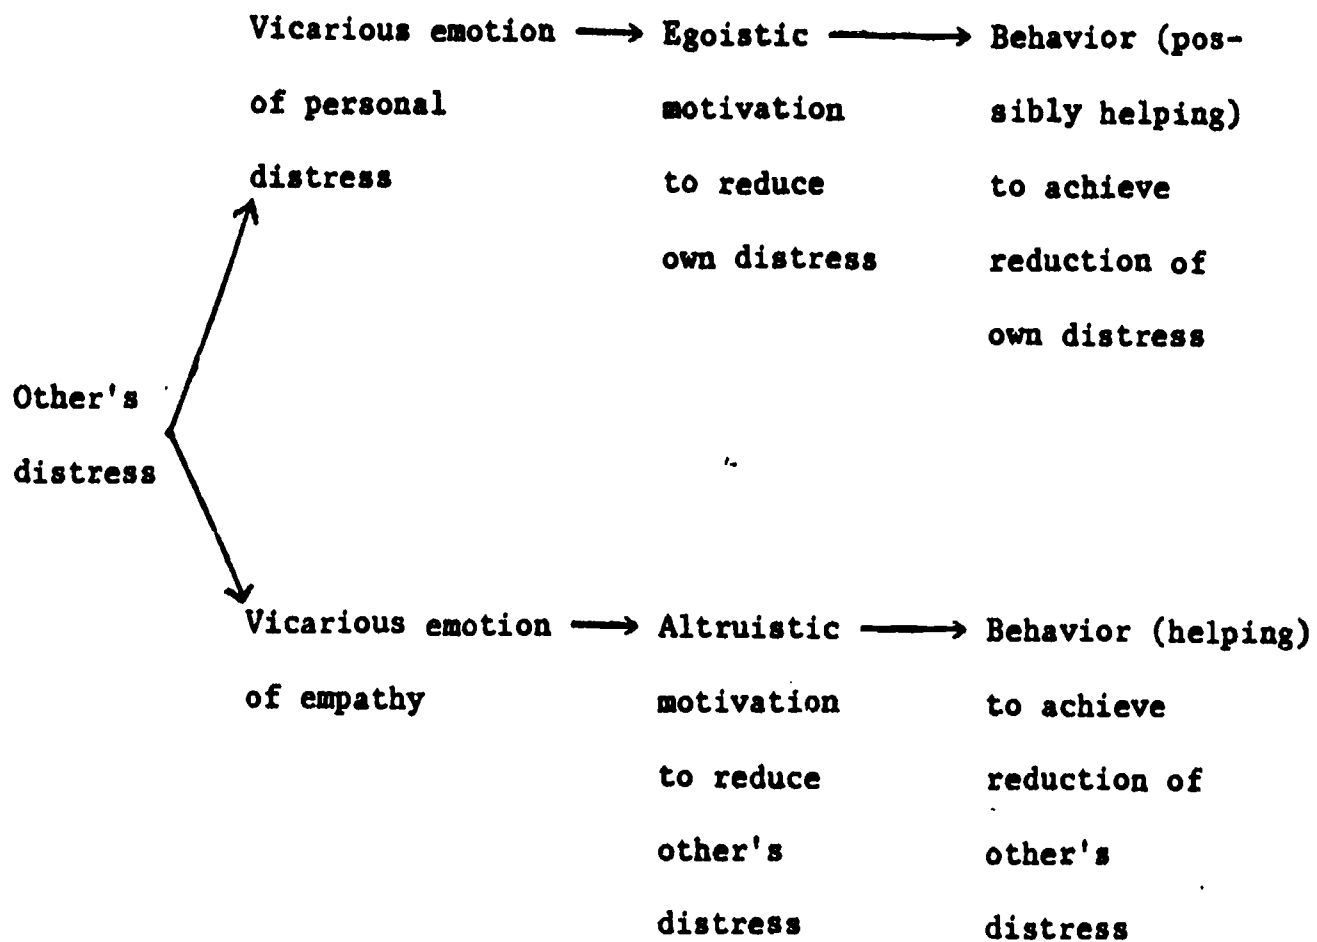 Vicarious emotion
of personal
distress
Egoistic
motivation
to reduce
own distress
Behavior (pos-
sibly helping)
to achieve
reduction of
own distress
Other's
distress
Vicarious emotion
of empathy
Altruistic
motivation
to reduce
other's
distress
Behavior (helping)
to achieve
reduction of
other's
distress